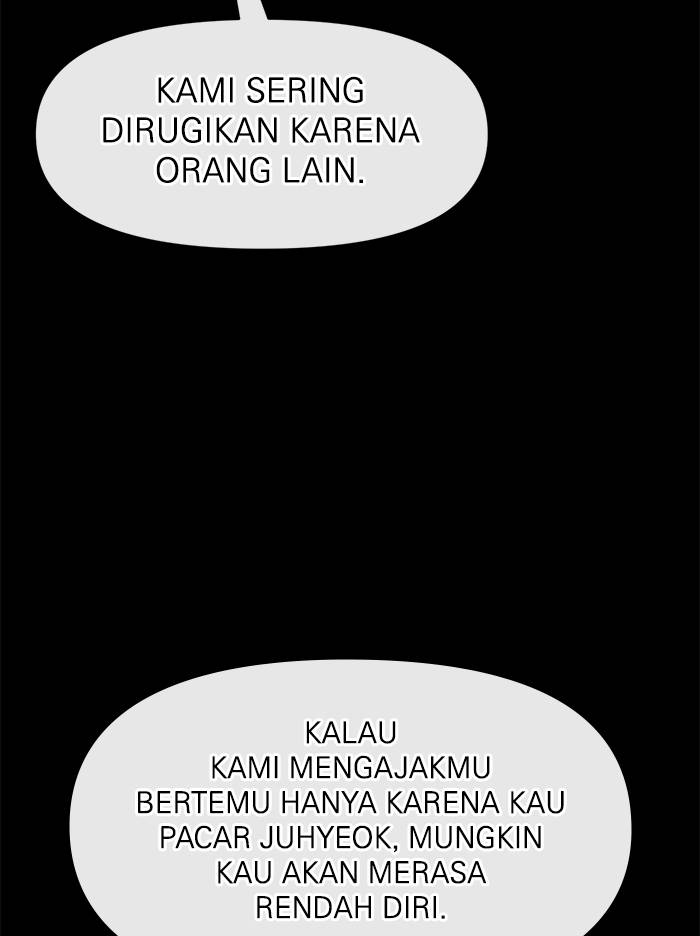 KAMI SERING
DIRUGIKAN KARENA
ORANG LAIN.
KALAU
KAMI MENGAJAKMU
BERTEMU HANYA KARENA KAU
PACAR JUHYEOK, MUNGKIN
KAU AKAN MERASA
RENDAH DIRI.